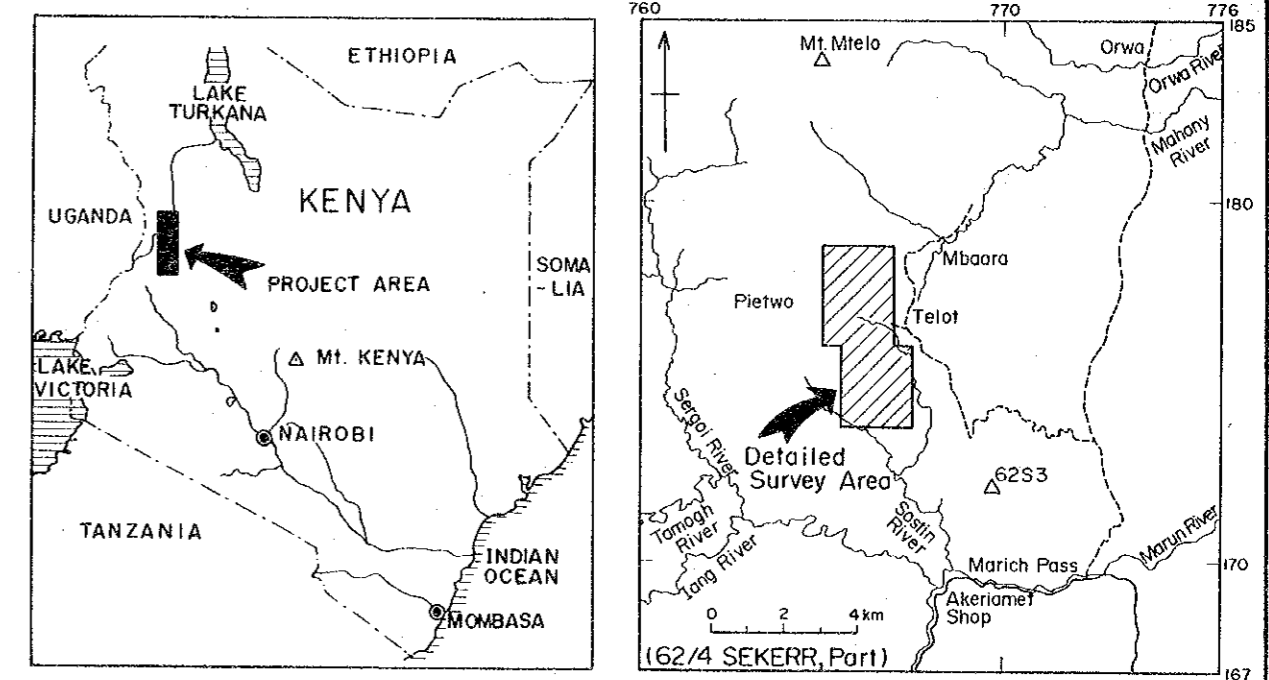 ETHIOPIA
LAKE
TURKANA
KENYA
UGANDA
SOMA
-LIA
PROJECT AREA
Mt. KENYA
LAKE
VICTORIA
NAIROBI
TANZANIA
INDIAN
OCEAN
MOMBASA
760
770
776
185
Mt. Mtelo
Orwa
Orwa River
Mahany
River
180
Mbaara
Pietwo
Telot
Sergoi River
Detailed
Survey Area
62S3
Tamogh
River
Sostin
River
Iang River
Marun River
Marich Pass
170
Akeriamet
Shop
0 2 4 km
(62/4 SEKERR, Part)
167